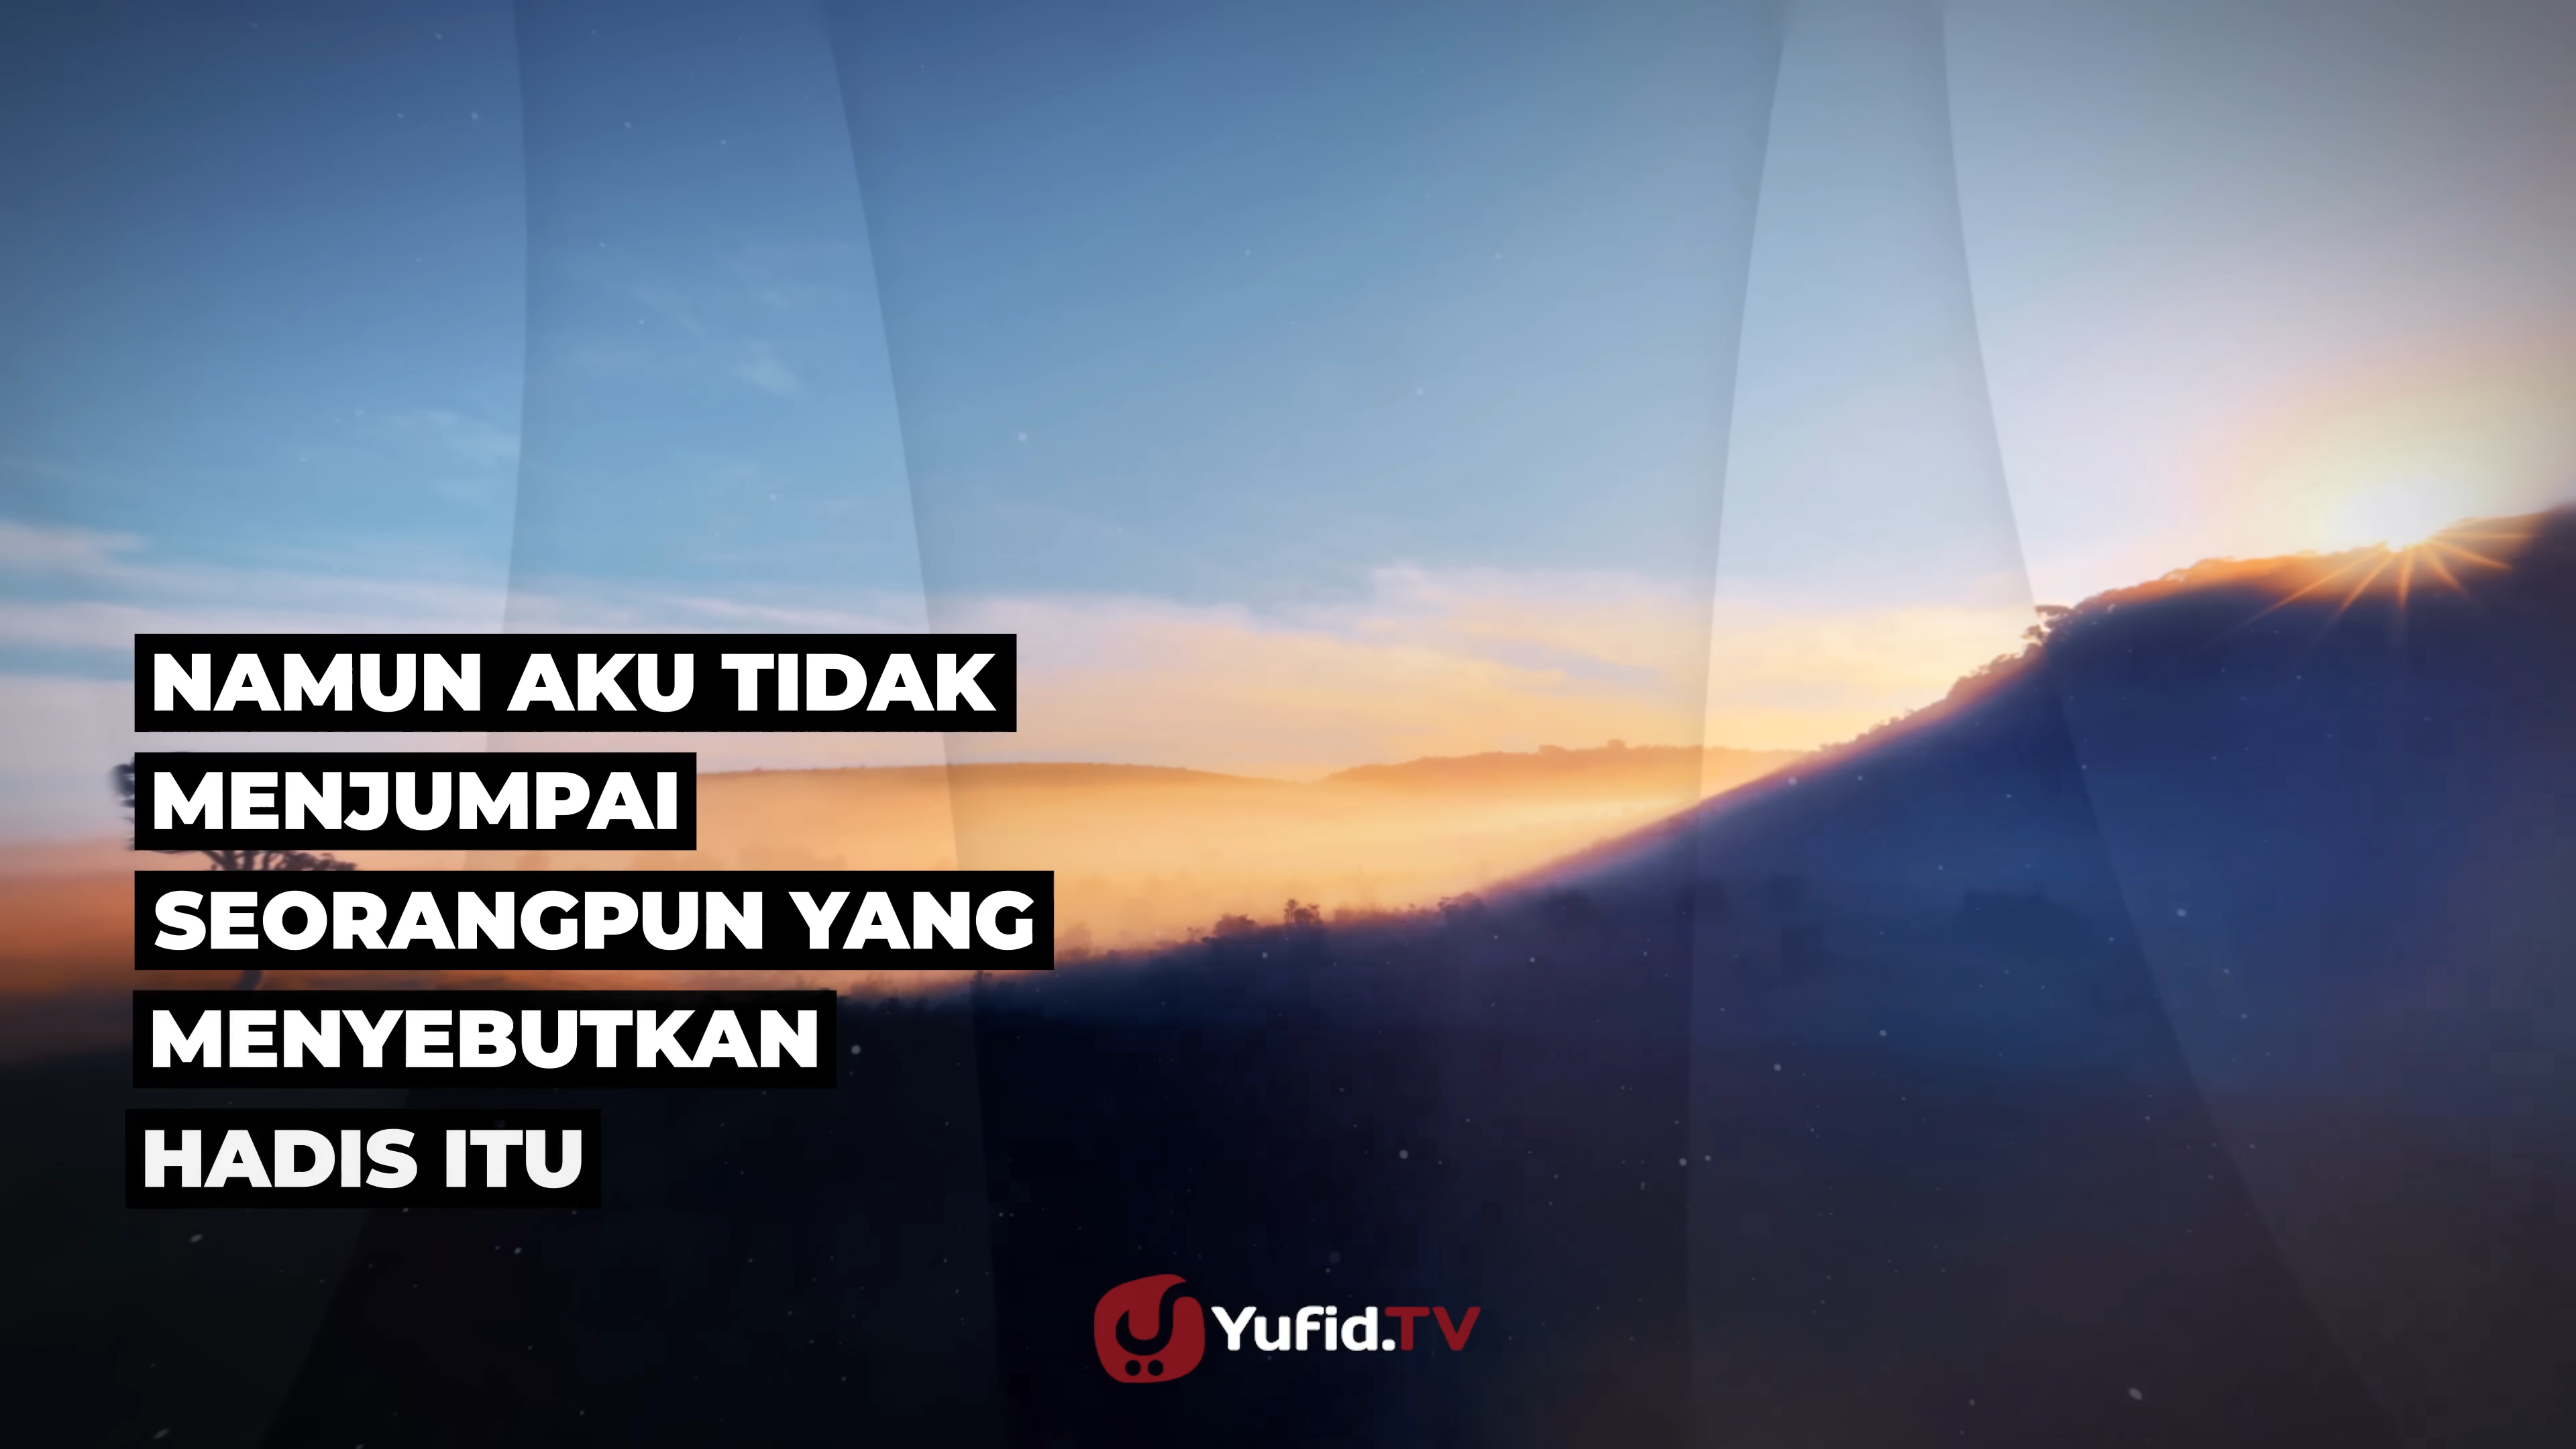 NAMUN AKU TIDAK
MENJUMPAI
SEORANGPUN YANG
MENYEBUTKAN
HADIS ITU
Yufid.TV